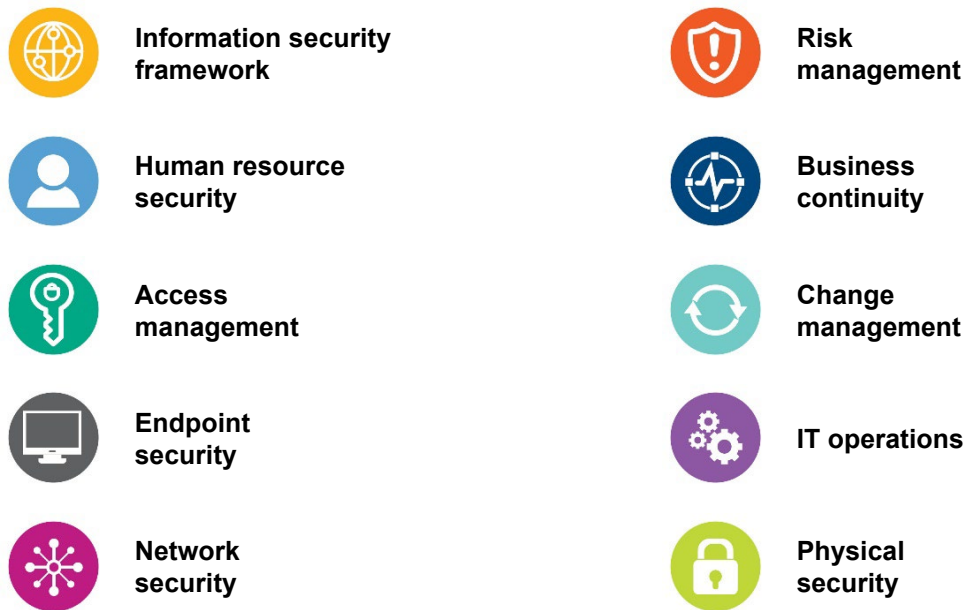 Information security
framework
Human resource
security
Access
management
Endpoint
security
Network
security
Risk
management
Business
continuity
Change
management
IT operations
Physical
security